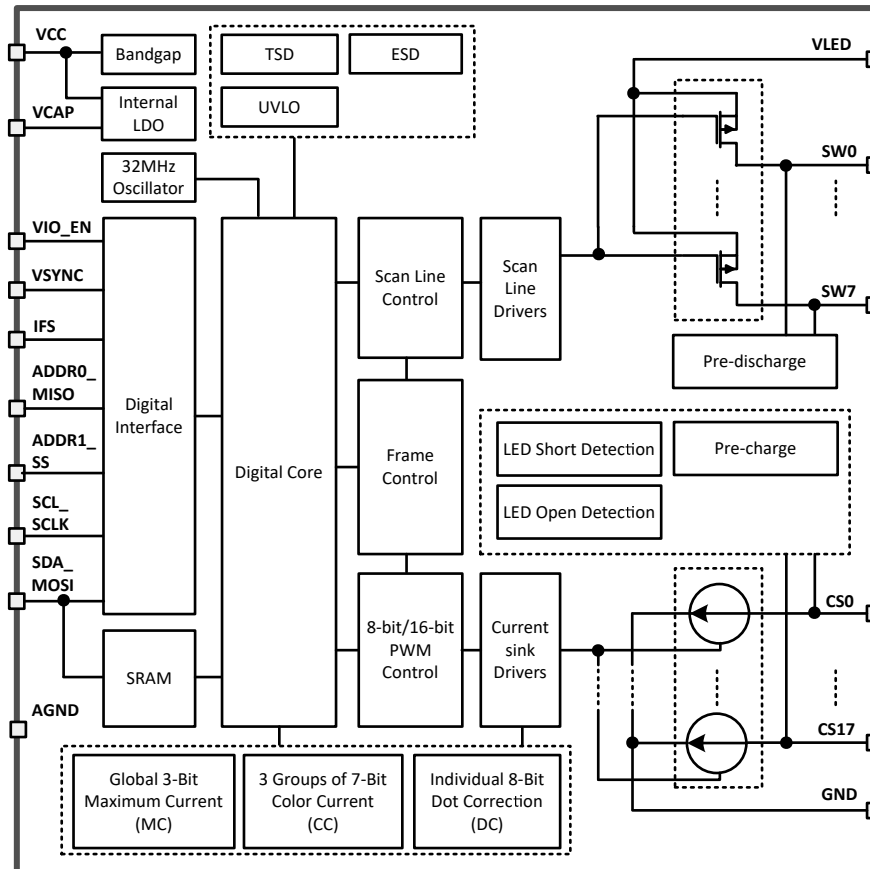 VCC
Bandgap
TSD
ESD
VLED
VCAP
Internal
LDO
UVLO
32MHz
Oscillator
SW0
VIO_EN
VSYNC
IFS
ADDR0_
MISO
ADDR1_
SS
SCL_
SCLK
SDA_
MOSI
AGND
Digital
Interface
SRAM
Digital Core
Scan Line
Control
Scan
Line
Drivers
SW7
Pre-discharge
Frame
Control
LED Short Detection
Pre-charge
LED Open Detection
8-bit/16-bit
PWM
Control
Current
sink
Drivers
CS0
CS17
GND
Global 3-Bit
Maximum Current
(MC)
3 Groups of 7-Bit
Color Current
(CC)
Individual 8-Bit
Dot Correction
(DC)